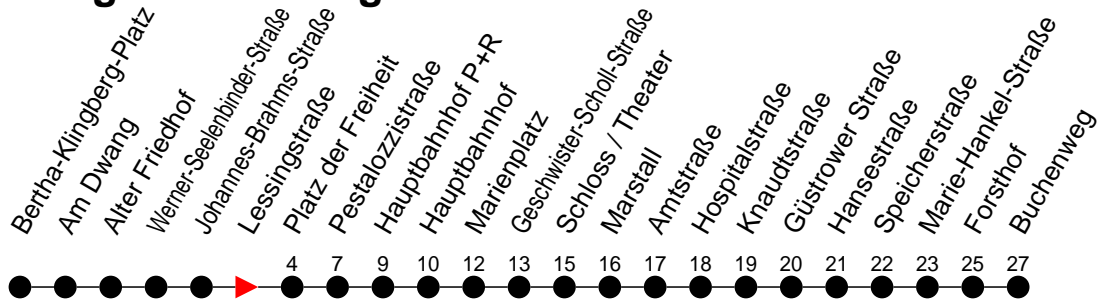 Bertha-Klingberg-Platz
Am Dwang
Alter Friedhof
Werner-Seelenbinder-Straße
Johannes-Brahms-Straße
Lessingstraße
Platz der Freiheit
Pestalozzistraße
Hauptbahnhof P+R
Hauptbahnhof
Marienplatz
Geschwister-Scholl-Straße
Schloss / Theater
Marstall
Amtstraße
Hospitalstraße
Knaudtstraße
Güstrower Straße
Hansestraße
Speicherstraße
Marie-Hankel-Straße
Forsthof
Buchenweg
4 7 9 10 12 13 15 16 17 18 19 20 21 22 23 25 27